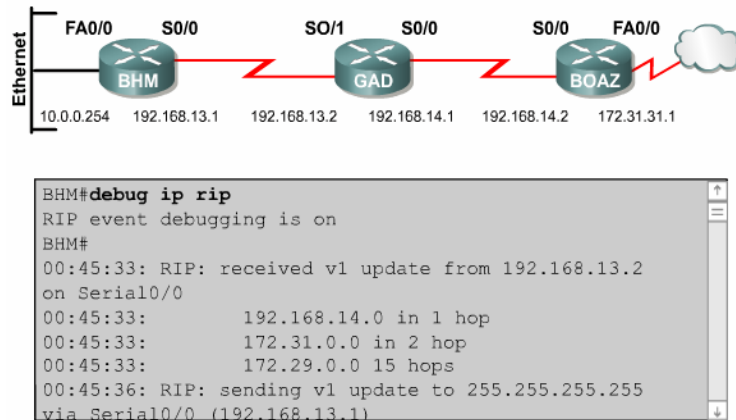 FA0/0 S0/0 SO/1 S0/0 S0/0 FA0/0
Ethernet
BHM GAD BOAZ
10.0.0.254 192.168.13.1 192.168.13.2 192.168.14.1 192.168.14.2 172.31.31.1
BHM#debug ip rip
RIP event debugging is on
BHM#
00:45:33: RIP: received v1 update from 192.168.13.2
on Serial0/0
00:45:33: 192.168.14.0 in 1 hop
00:45:33: 172.31.0.0 in 2 hop
00:45:33: 172.29.0.0 15 hops
00:45:36: RIP: sending v1 update to 255.255.255.255
via Serial0/0 (192.168.13.1)